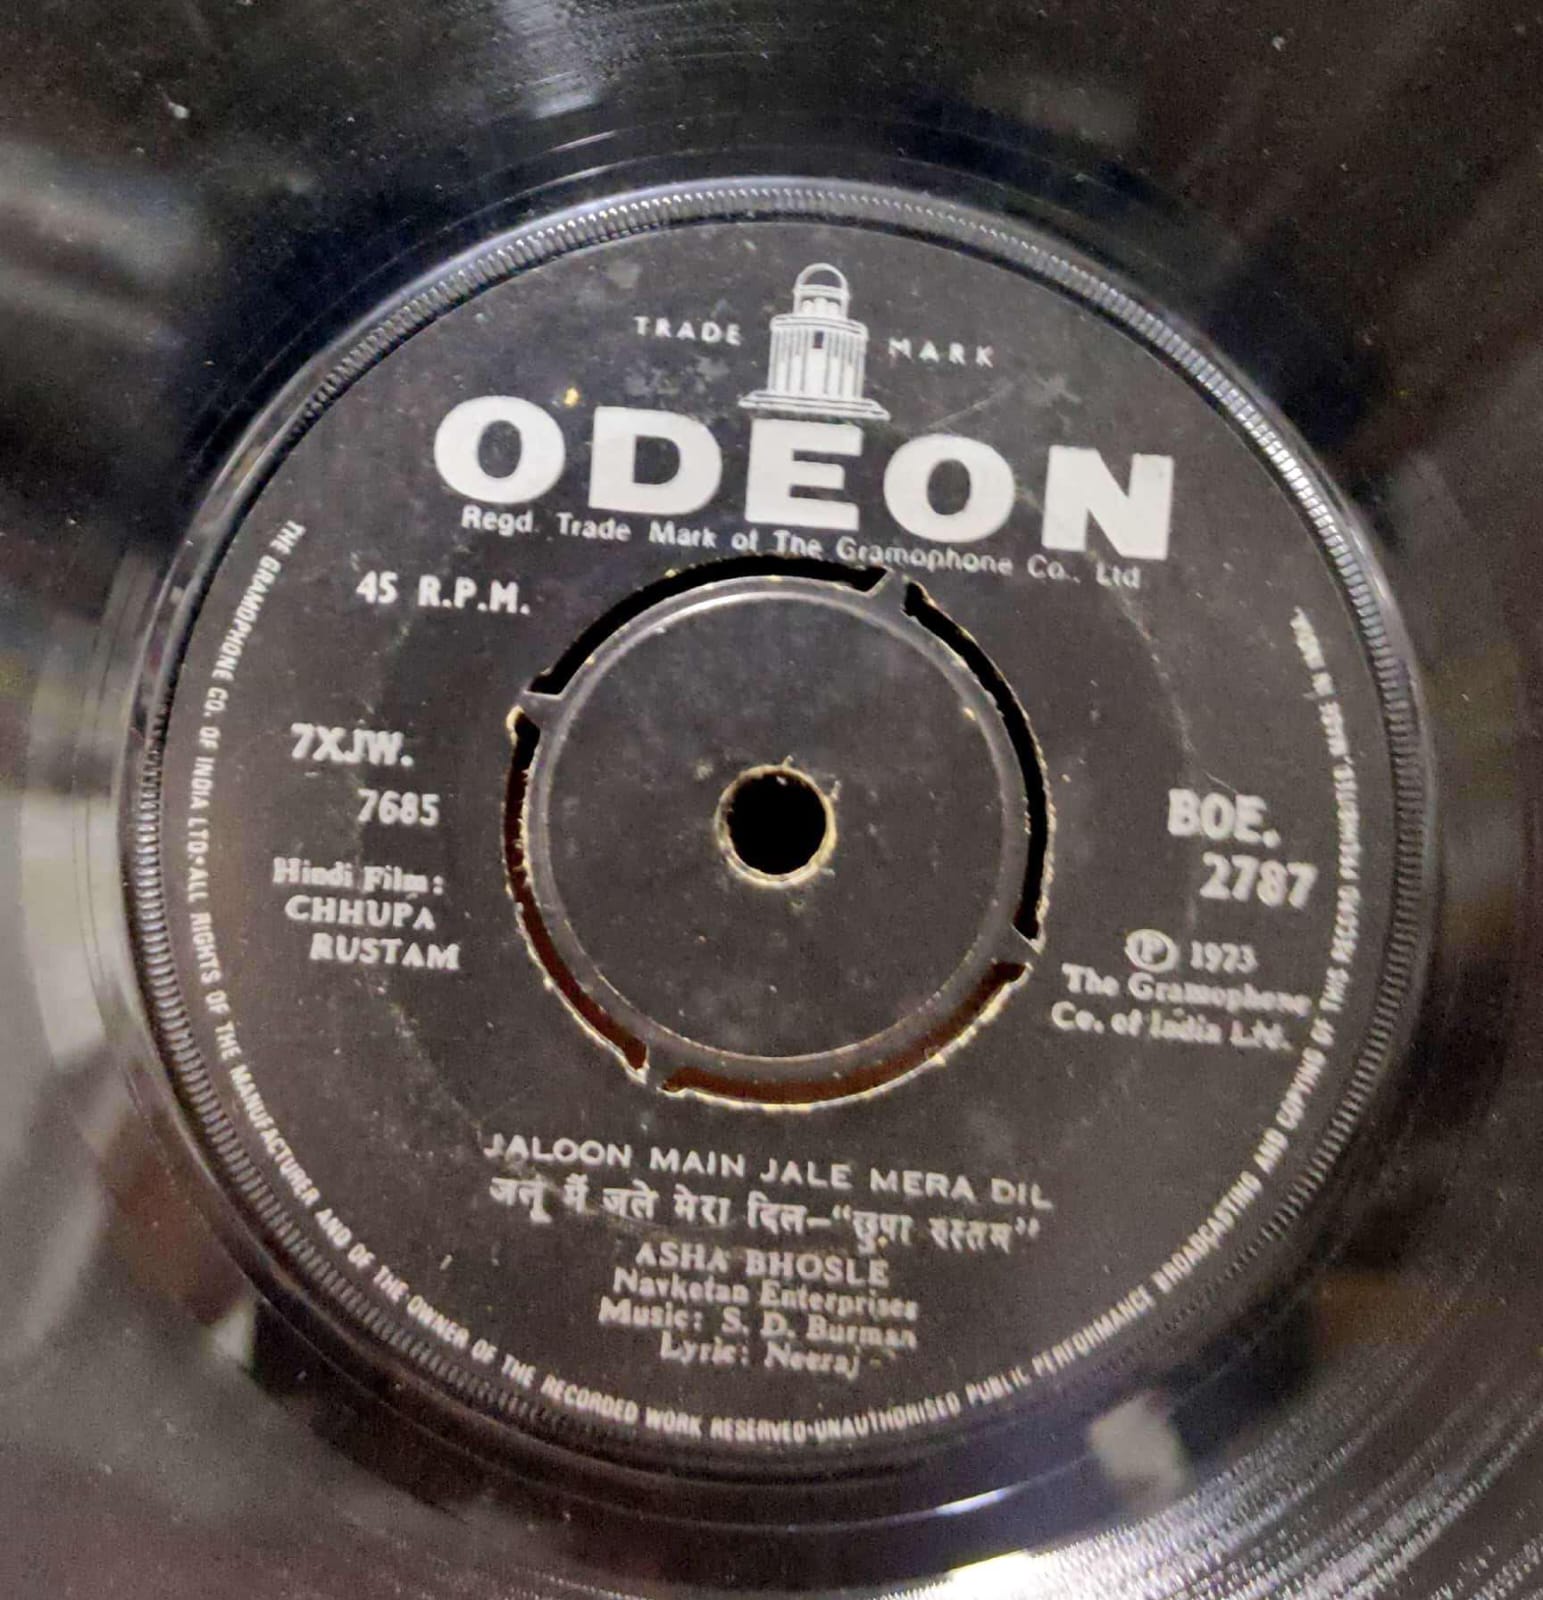 TRADE MARK
ODEON
Regd. Trade Mark of The Gramophone Co., Ltd
45 R.P.M.
7XJW.
7685
Hindi Film:
CHHUPA
RUSTAM
BOE.
2787
Ⓟ 1973
The Gramophone
Co. of India Ltd.
JALOON MAIN JALE MERA DIL
जलूं मैं जले मेरा दिल–"छुपा रुस्तम"
ASHA BHOSLE
Navketan Enterprises
Music: S. D. Burman
Lyric: Neeraj
THE GRAMOPHONE CO. OF INDIA LTD·ALL RIGHTS OF THE MANUFACTURER AND OF THE OWNER OF THE RECORDED WORK RESERVED·UNAUTHORISED PUBLIC PERFORMANCE BROADCASTING AND COPYING OF THIS RECORD PROHIBITED. MADE IN INDIA.